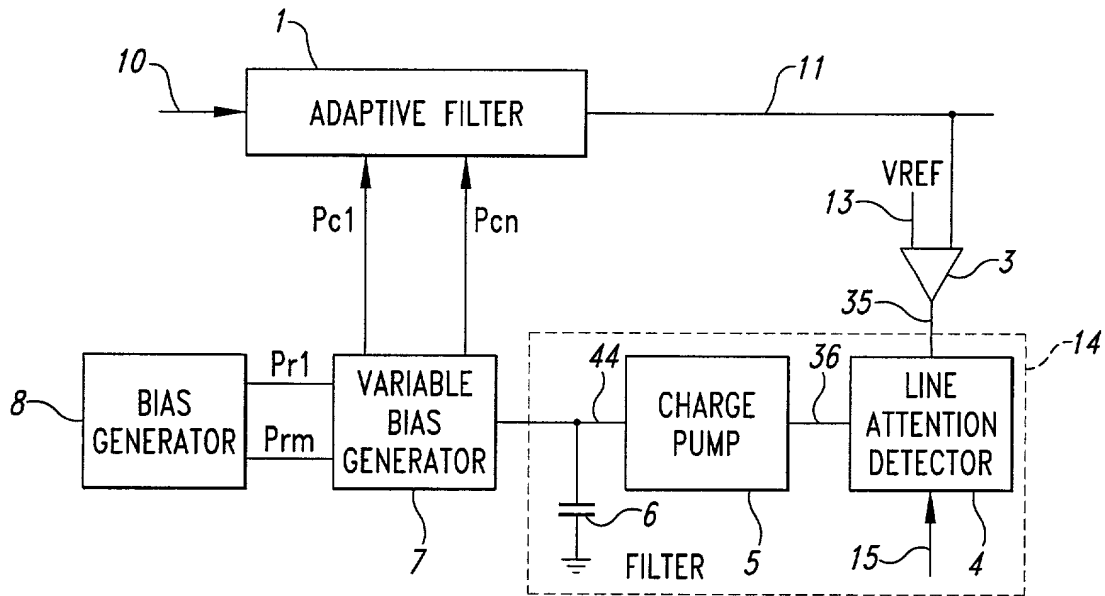 1
10
ADAPTIVE FILTER
11
VREF
13
Pc1
Pcn
3
35
14
8
BIAS
GENERATOR
Pr1
Prm
VARIABLE
BIAS
GENERATOR
44
CHARGE
PUMP
36
LINE
ATTENTION
DETECTOR
7
6
FILTER
5
15
4